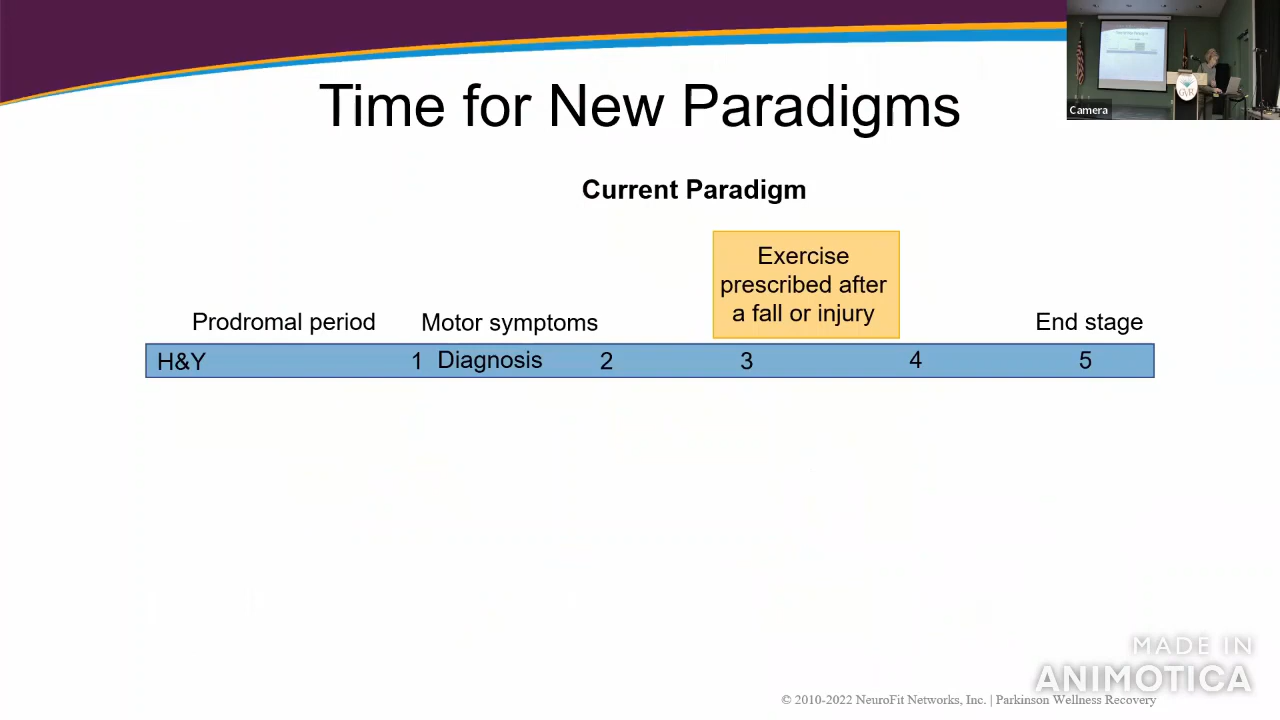 Time for New Paradigms
Camera
Current Paradigm
Exercise
prescribed after
a fall or injury
Prodromal period
Motor symptoms
End stage
H&Y 1 Diagnosis 2 3 4 5
MADE IN
ANIMOTICA
© 2010-2022 NeuroFit Networks, Inc. | Parkinson Wellness Recovery